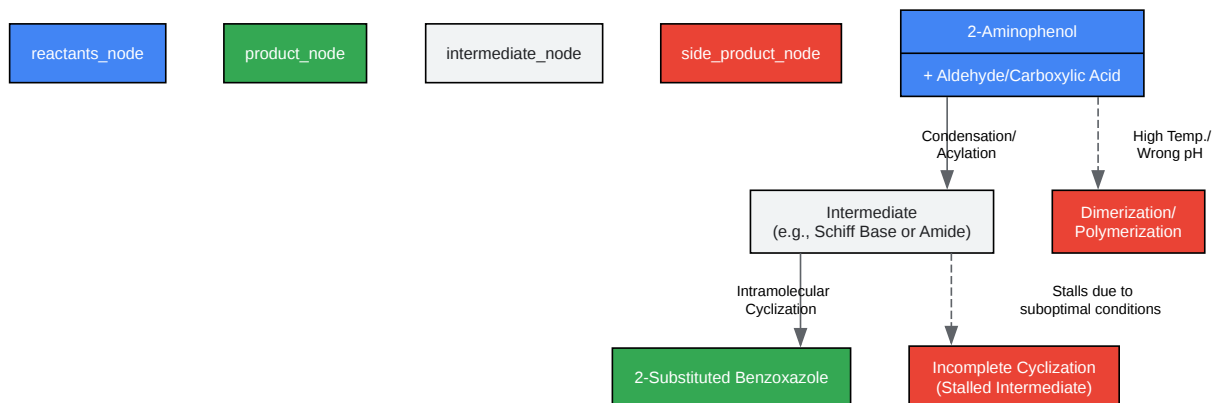 reactants_node
product_node
intermediate_node
side_product_node
2-Aminophenol
+ Aldehyde/Carboxylic Acid
Condensation/
Acylation
High Temp./
Wrong pH
Intermediate
(e.g., Schiff Base or Amide)
Dimerization/
Polymerization
Intramolecular
Cyclization
Stalls due to
suboptimal conditions
2-Substituted Benzoxazole
Incomplete Cyclization
(Stalled Intermediate)